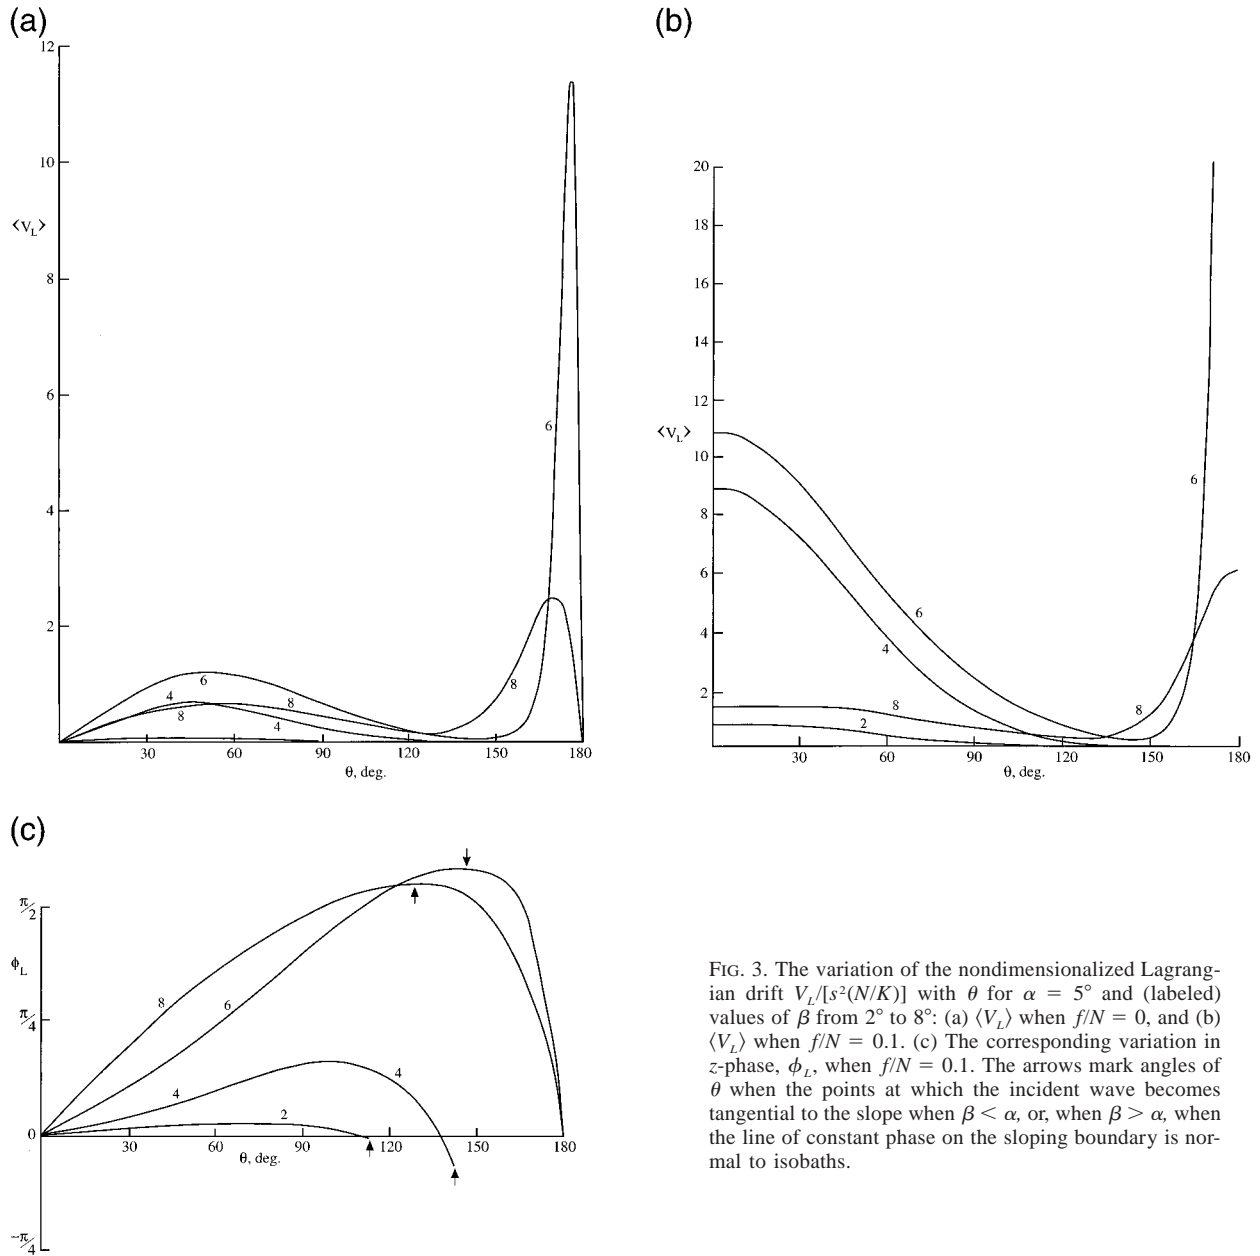 (a)
12
10
⟨V_L⟩
8
6
4
2
6
6
4
8
8
4
8
30
60
90
120
150
180
θ, deg.
(b)
20
18
16
14
12
⟨V_L⟩
10
8
6
4
2
6
6
4
8
2
8
30
60
90
120
150
180
θ, deg.
(c)
π/2
ϕ_L
π/4
0
−π/4
8
6
4
4
2
30
60
90
120
150
180
θ, deg.
FIG. 3. The variation of the nondimensionalized Lagrang-
ian drift V_L/[s²(N/K)] with θ for α = 5° and (labeled)
values of β from 2° to 8°: (a) ⟨V_L⟩ when f/N = 0, and (b)
⟨V_L⟩ when f/N = 0.1. (c) The corresponding variation in
z-phase, ϕ_L, when f/N = 0.1. The arrows mark angles of
θ when the points at which the incident wave becomes
tangential to the slope when β < α, or, when β > α, when
the line of constant phase on the sloping boundary is nor-
mal to isobaths.